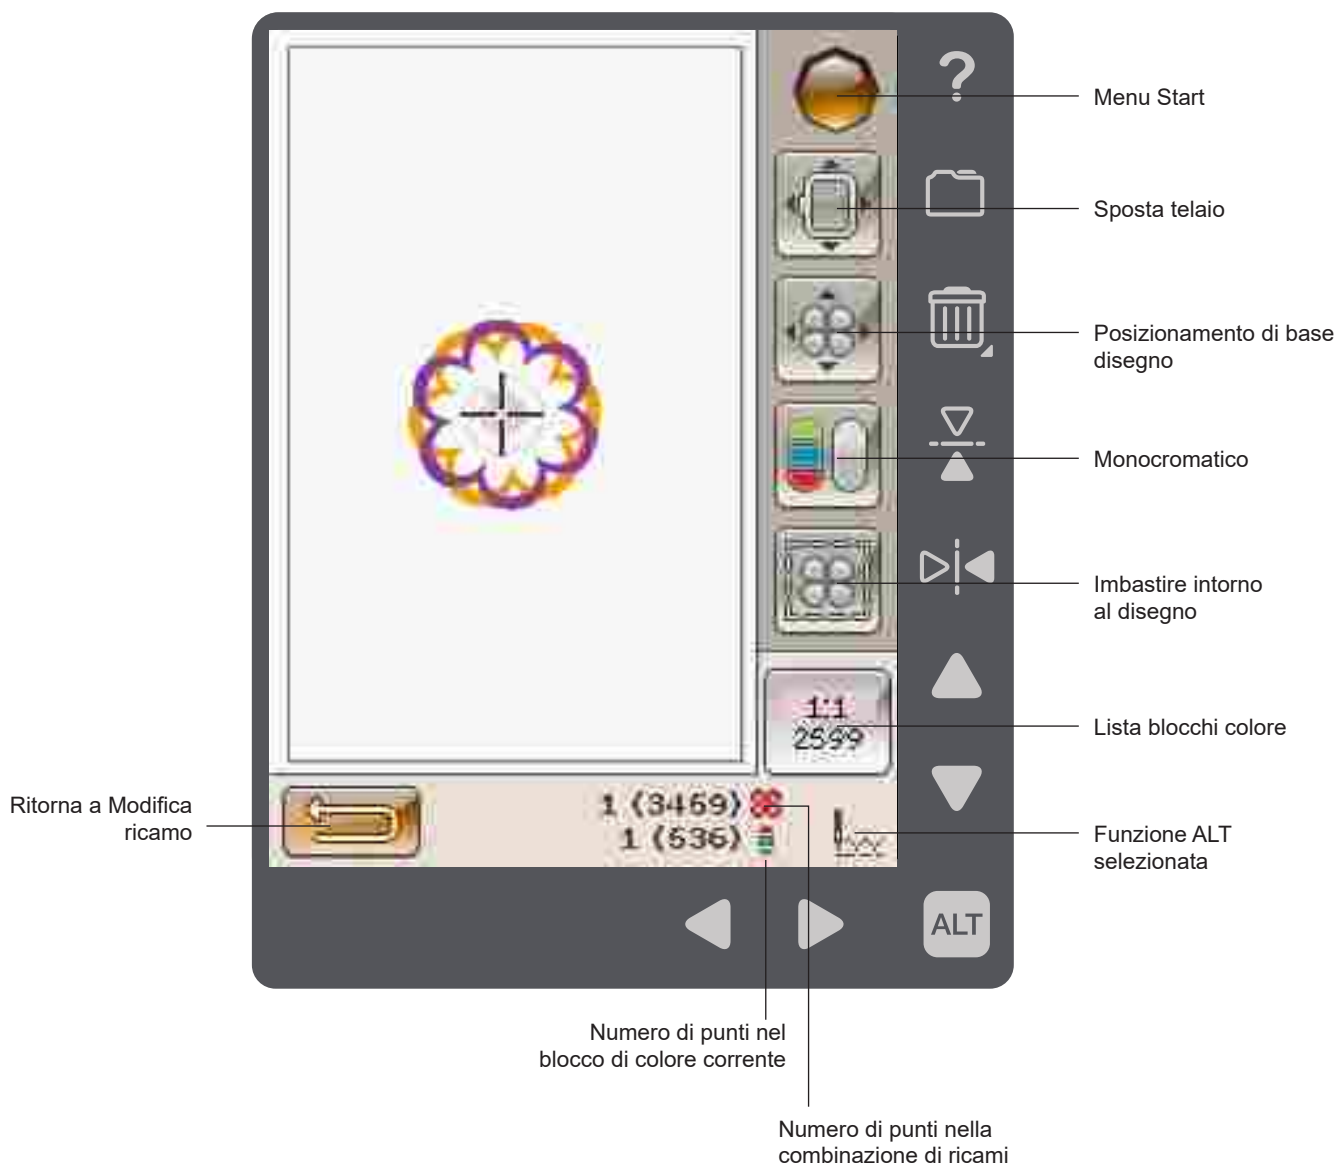 ?
Menu Start
Sposta telaio
Posizionamento di base
disegno
Monocromatico
Imbastire intorno
al disegno
1:1
2599
Lista blocchi colore
Ritorna a Modifica
ricamo
1 (3469)
1 (536)
Funzione ALT
selezionata
ALT
Numero di punti nel
blocco di colore corrente
Numero di punti nella
combinazione di ricami